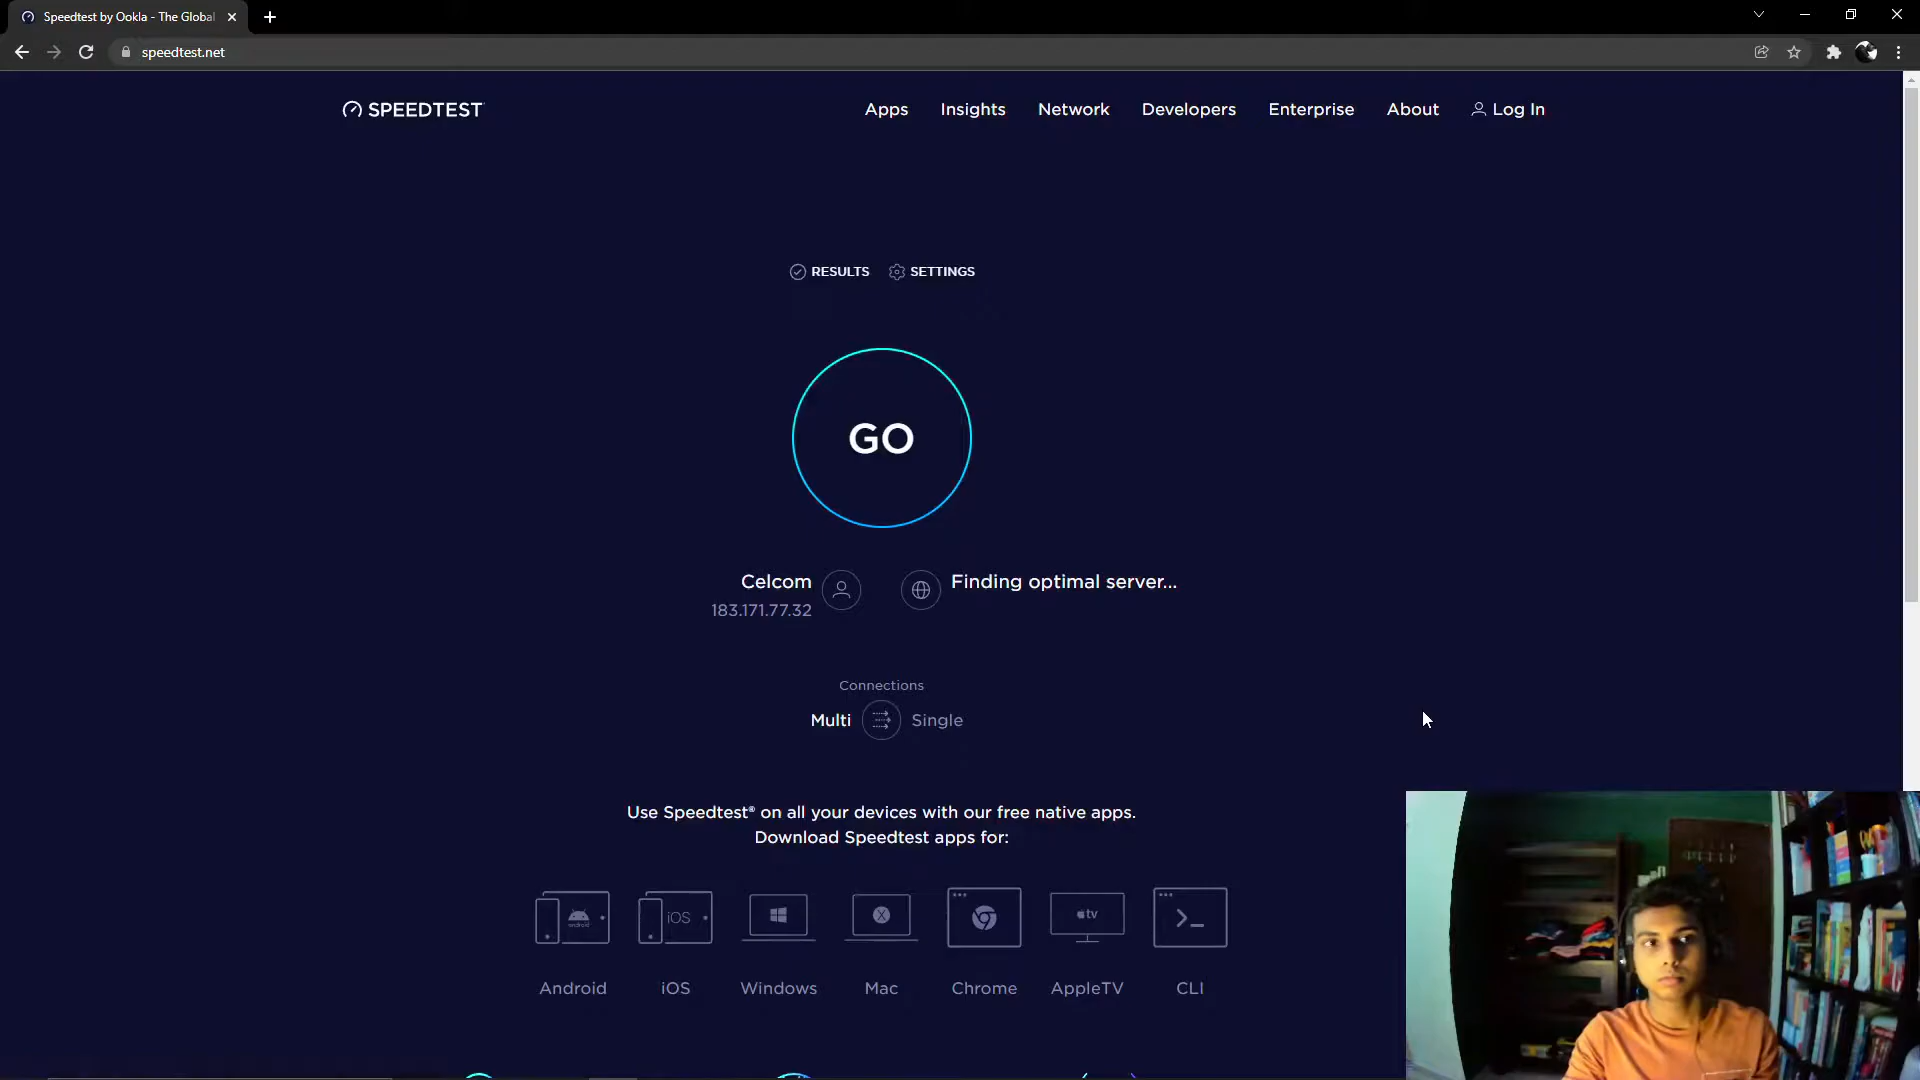 Speedtest by Ookla - The Global
speedtest.net
SPEEDTEST
Apps
Insights
Network
Developers
Enterprise
About
Log In
RESULTS
SETTINGS
GO
Celcom
183.171.77.32
Finding optimal server...
Connections
Multi
Single
Use Speedtest® on all your devices with our free native apps.
Download Speedtest apps for:
android
iOS
tv
Android
iOS
Windows
Mac
Chrome
AppleTV
CLI